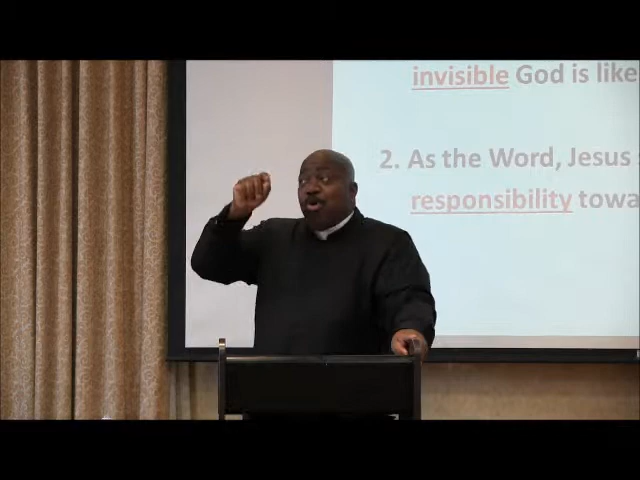 invisible God is like
2. As the Word, Jesus
responsibility towa